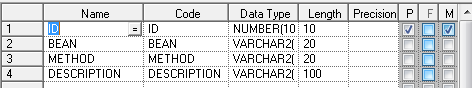 Name Code Data Type Length Precision P F M
1 ID = ID NUMBER(10 10
2 BEAN BEAN VARCHAR2( 20
3 METHOD METHOD VARCHAR2( 20
4 DESCRIPTION DESCRIPTION VARCHAR2( 100